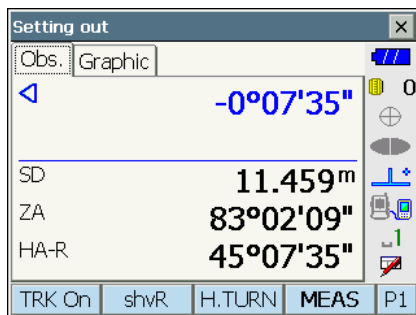 Setting out
Obs. Graphic
-0°07'35"
0
SD 11.459m
ZA 83°02'09"
HA-R 45°07'35"
1
TRK On shvR H.TURN MEAS P1